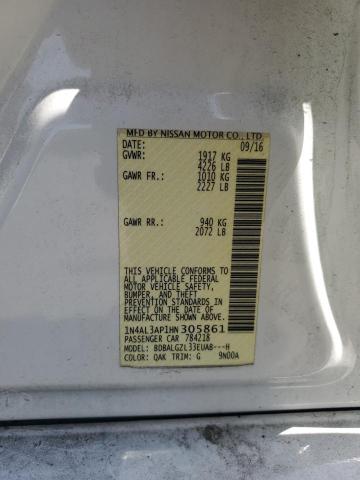 MFD BY NISSAN MOTOR CO., LTD.
DATE: 09/16
GVWR: 1917 KG
4226 LB
GAWR FR.: 1010 KG
2227 LB
GAWR RR.: 940 KG
2072 LB
THIS VEHICLE CONFORMS TO
ALL APPLICABLE FEDERAL
MOTOR VEHICLE SAFETY,
BUMPER, AND THEFT
PREVENTION STANDARDS
IN EFFECT ON THE DATE OF
MANUFACTURE SHOWN ABOVE.
1N4AL3AP1HN305861
PASSENGER CAR 784218
MODEL: BDBALGZL33EUAB---H
COLOR: QAK TRIM: G 9N00A